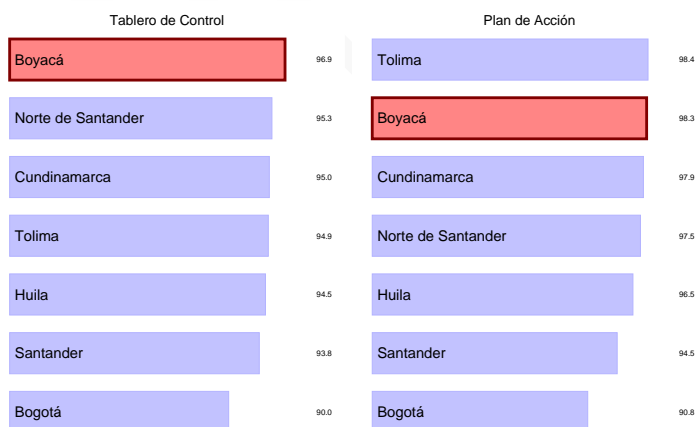 Tablero de Control
Boyacá 96.9
Norte de Santander 95.3
Cundinamarca 95.0
Tolima 94.9
Huila 94.5
Santander 93.8
Bogotá 90.0
Plan de Acción
Tolima 98.4
Boyacá 98.3
Cundinamarca 97.9
Norte de Santander 97.5
Huila 96.5
Santander 94.5
Bogotá 90.8